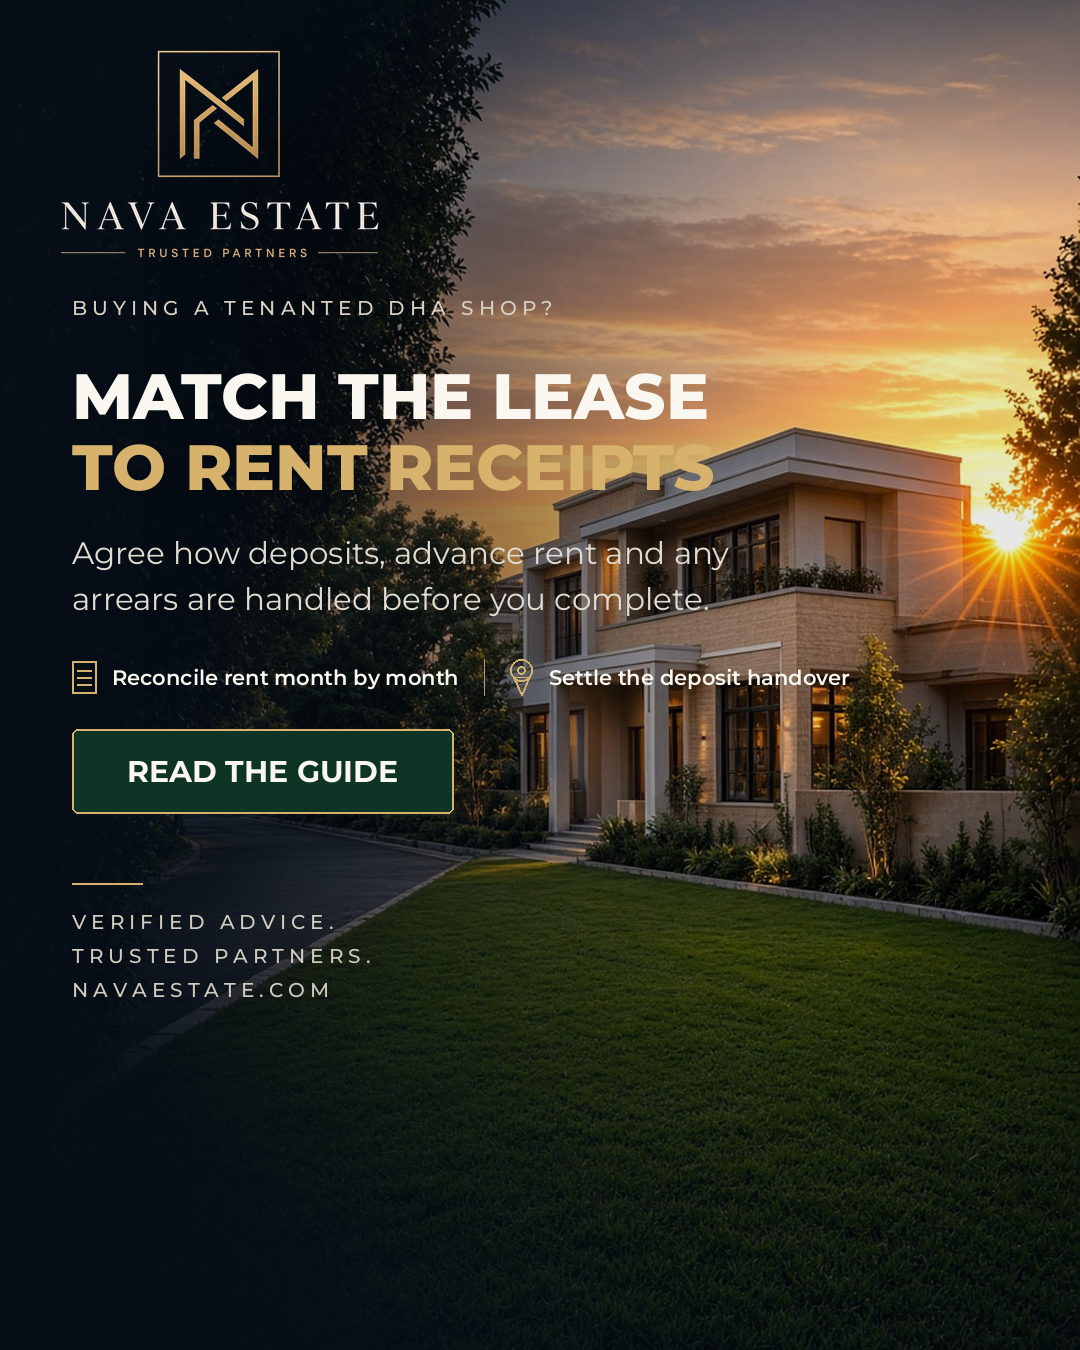 NAVA ESTATE
TRUSTED PARTNERS
BUYING A TENANTED DHA SHOP?
MATCH THE LEASE
TO RENT RECEIPTS
Agree how deposits, advance rent and any
arrears are handled before you complete.
Reconcile rent month by month
Settle the deposit handover
READ THE GUIDE
VERIFIED ADVICE.
TRUSTED PARTNERS.
NAVAESTATE.COM